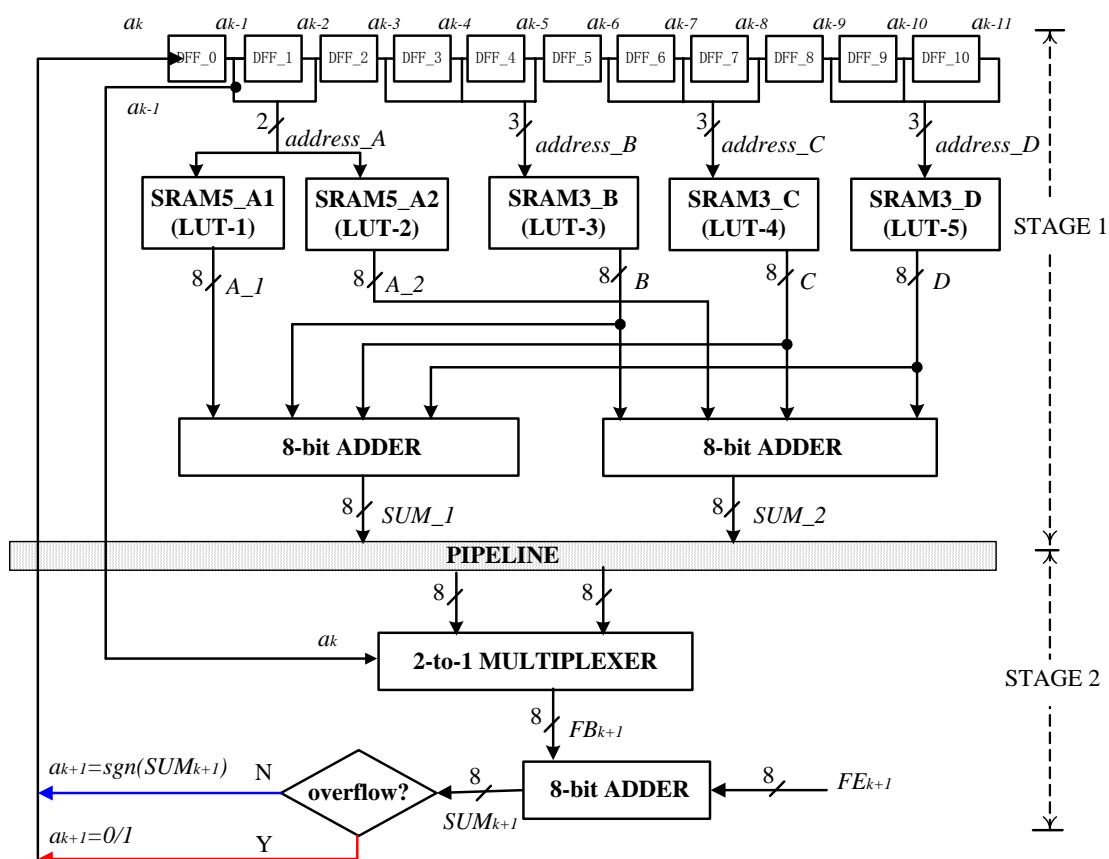 ak ak-1 ak-2 ak-3 ak-4 ak-5 ak-6 ak-7 ak-8 ak-9 ak-10 ak-11
DFF_0 DFF_1 DFF_2 DFF_3 DFF_4 DFF_5 DFF_6 DFF_7 DFF_8 DFF_9 DFF_10
ak-1
2 3 3 3
address_A address_B address_C address_D
SRAM5_A1 SRAM5_A2 SRAM3_B SRAM3_C SRAM3_D
(LUT-1) (LUT-2) (LUT-3) (LUT-4) (LUT-5)
STAGE 1
8 A_1 8 A_2 8 B 8 C 8 D
8-bit ADDER 8-bit ADDER
8 SUM_1 8 SUM_2
PIPELINE
8 8
ak
2-to-1 MULTIPLEXER
STAGE 2
8 FBk+1
ak+1=sgn(SUMk+1) N
overflow?
8
SUMk+1
8-bit ADDER
8
FEk+1
ak+1=0/1 Y